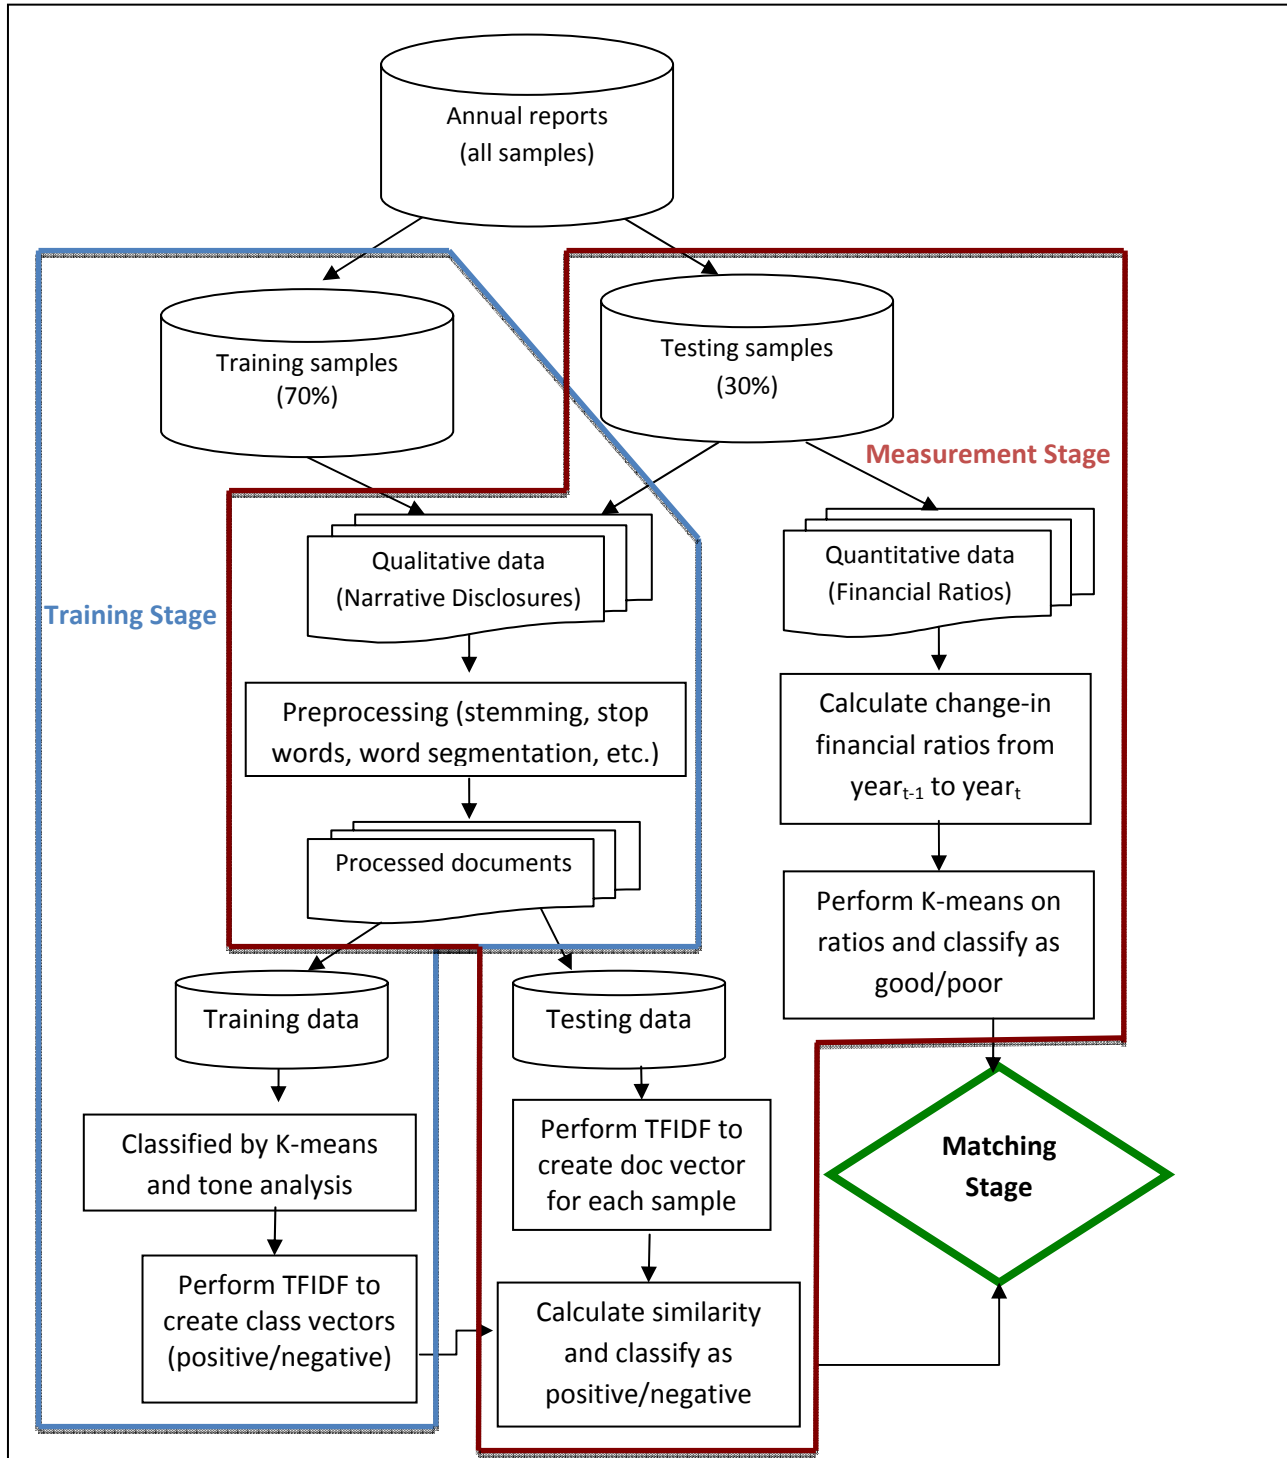 Annual reports
(all samples)
Training samples
(70%)
Testing samples
(30%)
Measurement Stage
Training Stage
Qualitative data
(Narrative Disclosures)
Quantitative data
(Financial Ratios)
Preprocessing (stemming, stop
words, word segmentation, etc.)
Calculate change-in
financial ratios from
year t-1 to year t
Processed documents
Perform K-means on
ratios and classify as
good/poor
Training data
Testing data
Classified by K-means
and tone analysis
Perform TFIDF to
create doc vector
for each sample
Matching
Stage
Perform TFIDF to
create class vectors
(positive/negative)
Calculate similarity
and classify as
positive/negative